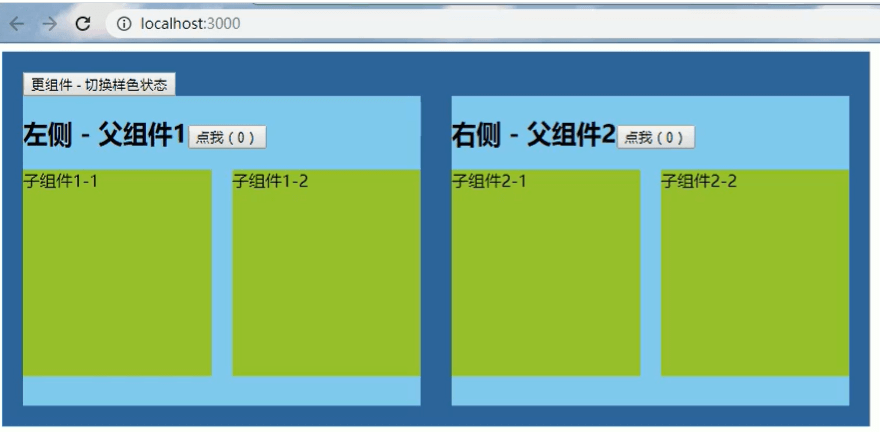 localhost:3000
更组件 - 切换样色状态
左侧 - 父组件1 点我 ( 0 )
右侧 - 父组件2 点我 ( 0 )
子组件1-1
子组件1-2
子组件2-1
子组件2-2